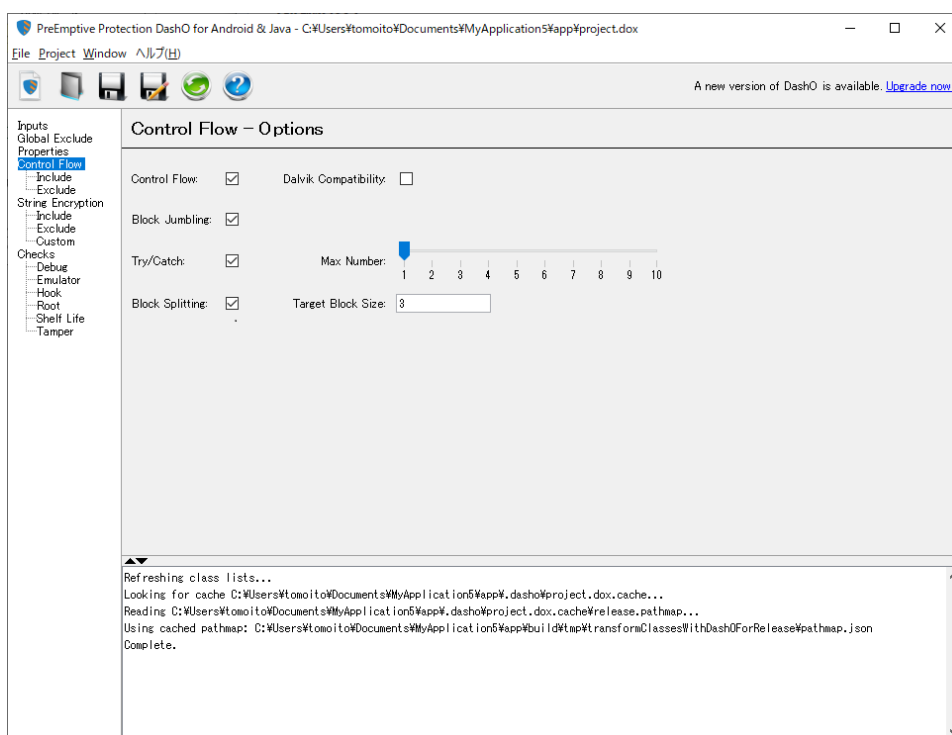 PreEmptive Protection DashO for Android & Java - C:¥Users¥tomoito¥Documents¥MyApplication5¥app¥project.dox
File Project Window ヘルプ(H)
A new version of DashO is available. Upgrade now
Inputs
Global Exclude
Properties
Control Flow
Include
Exclude
String Encryption
Include
Exclude
Custom
Checks
Debug
Emulator
Hook
Root
Shelf Life
Tamper
Control Flow - Options
Control Flow: Dalvik Compatibility:
Block Jumbling:
Try/Catch: Max Number:
1 2 3 4 5 6 7 8 9 10
Block Splitting: Target Block Size: 3
Refreshing class lists...
Looking for cache C:¥Users¥tomoito¥Documents¥MyApplication5¥app¥.dasho¥project.dox.cache...
Reading C:¥Users¥tomoito¥Documents¥MyApplication5¥app¥.dasho¥project.dox.cache¥release.pathmap...
Using cached pathmap: C:¥Users¥tomoito¥Documents¥MyApplication5¥app¥build¥tmp¥transformClassesWithDashOForRelease¥pathmap.json
Complete.